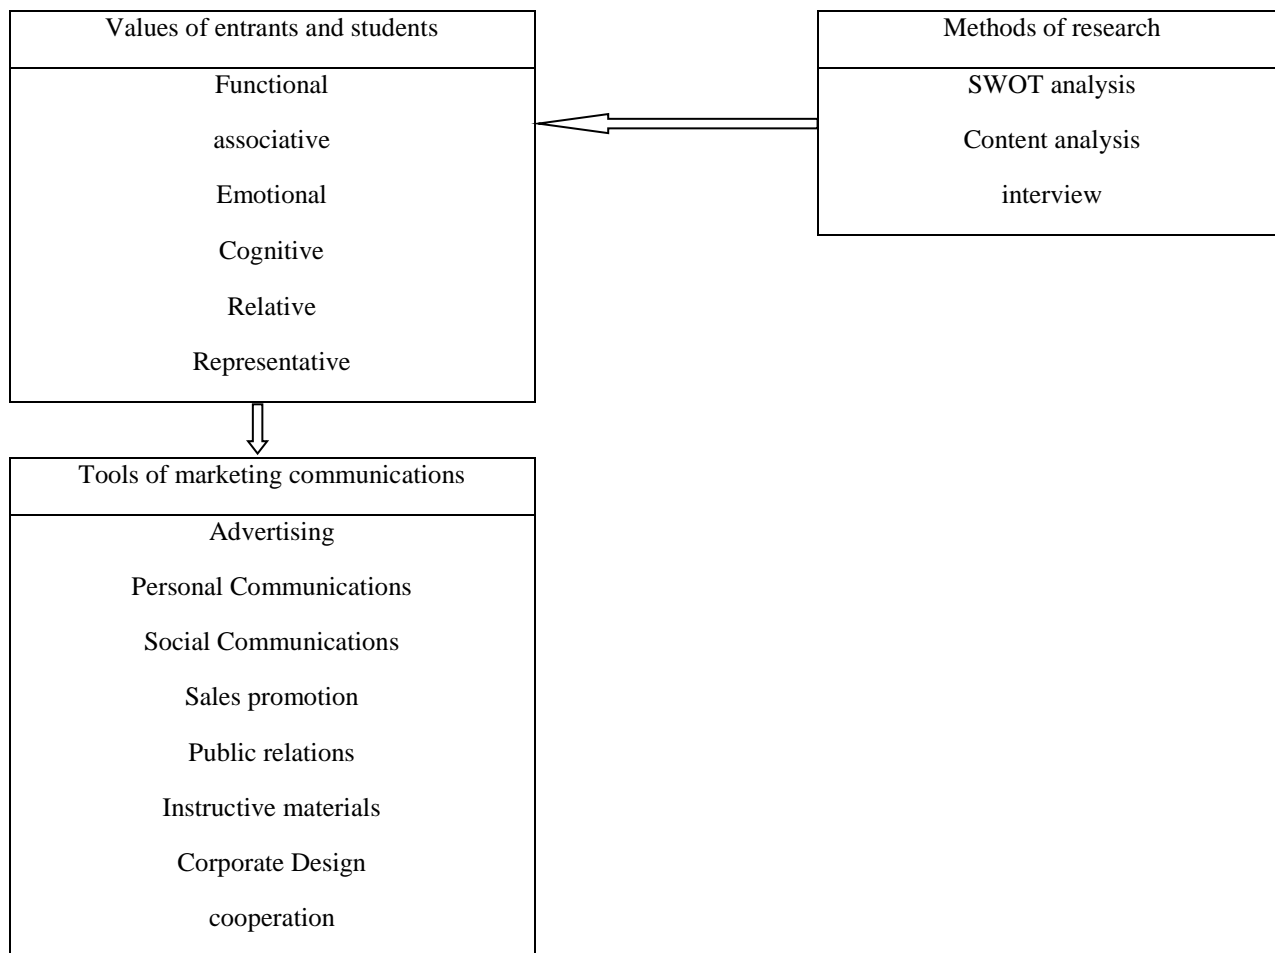 Values of entrants and students
Functional
associative
Emotional
Cognitive
Relative
Representative
Methods of research
SWOT analysis
Content analysis
interview
Tools of marketing communications
Advertising
Personal Communications
Social Communications
Sales promotion
Public relations
Instructive materials
Corporate Design
cooperation